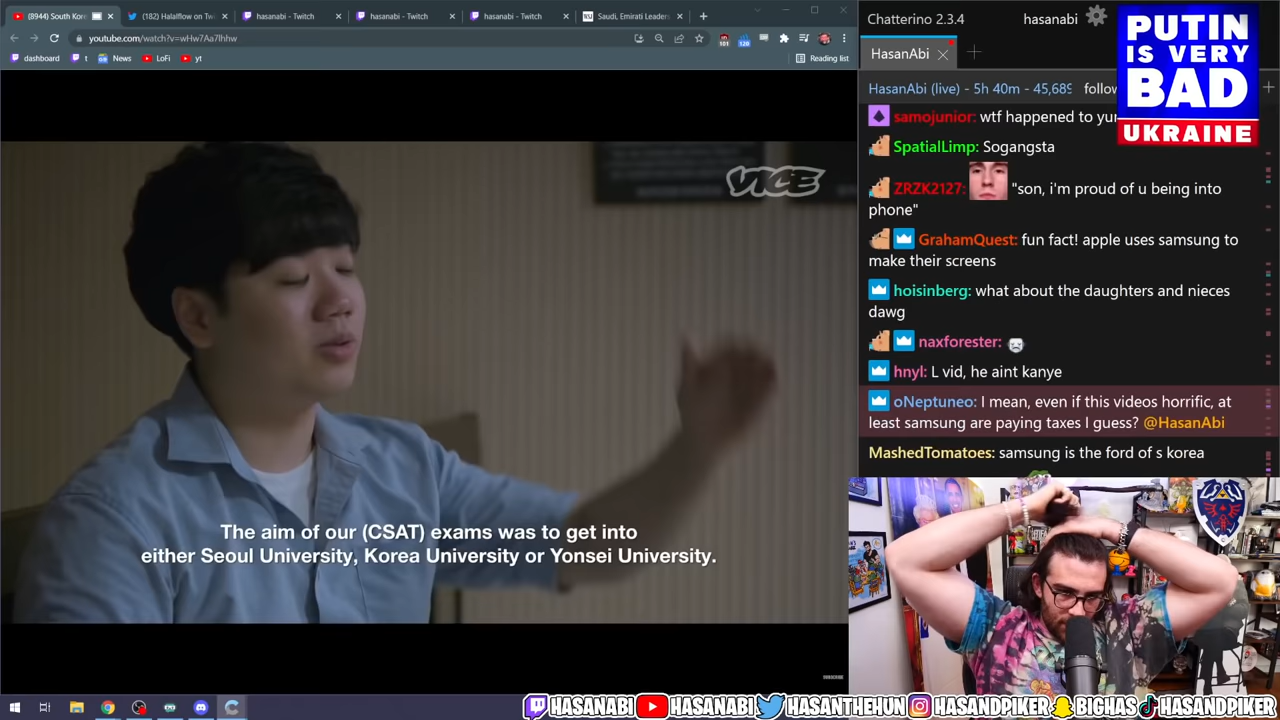 (8944) South Kore
(182) Halalflow on Tw
hasanabi - Twitch
hasanabi - Twitch
hasanabi - Twitch
Saudi, Emirati Leader
youtube.com/watch?v=wHw7Aa7lhhw
101
120
dashboard
t
News
LoFi
yt
Reading list
VICE
The aim of our (CSAT) exams was to get into
either Seoul University, Korea University or Yonsei University.
SUBSCRIBE
Chatterino 2.3.4
hasanabi
HasanAbi
HasanAbi (live) - 5h 40m - 45,689
follow
PUTIN
IS VERY
BAD
UKRAINE
samojunior: wtf happened to yu
SpatialLimp: Sogangsta
ZRZK2127: "son, i'm proud of u being into
phone"
GrahamQuest: fun fact! apple uses samsung to
make their screens
hoisinberg: what about the daughters and nieces
dawg
naxforester:
hnyl: L vid, he aint kanye
oNeptuneo: I mean, even if this videos horrific, at
least samsung are paying taxes I guess? @HasanAbi
MashedTomatoes: samsung is the ford of s korea
HASANABI HASANABI HASANTHEHUN HASANDPIKER BIGHAS HASANDPIKER